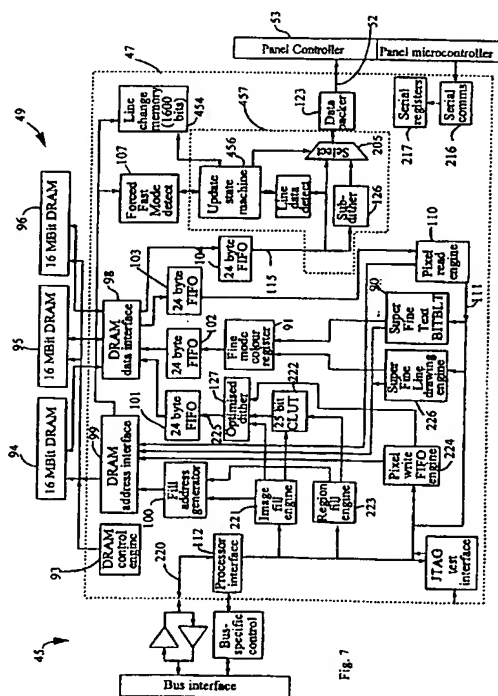 45
49
53
Panel Controller
Panel microcontroller
52
47
96
16 MBit DRAM
95
16 MBit DRAM
94
16 MBit DRAM
Line
change
memory
(1600
bits)
454
457
123
Data
packer
Serial
registers
217
Serial
comms
216
107
Forced
Fast
Mode
detect
456
Update
state
machine
Select
205
Line data detect
Sub-
dither
126
98
DRAM
data interface
103
24 byte
FIFO
104
24 byte
FIFO
115
102
24 byte
FIFO
101
24 byte
FIFO
225
99
DRAM
address interface
93
DRAM
control
engine
100
Fill address
generator
127
Optimised
dither
91
Fine
mode
colour
register
110
Pixel
read
engine
111
90
Super
Fine
Text
BITBLT
Super
Fine
Line
drawing
engine
226
222
25 bit
CLUT
221
Image
fill
engine
Region
fill
engine
223
Pixel
write
FIFO
engine
224
220
112
Processor
interface
JTAG
test
interface
Bus-
specific
control
Bus interface
Fig. 7